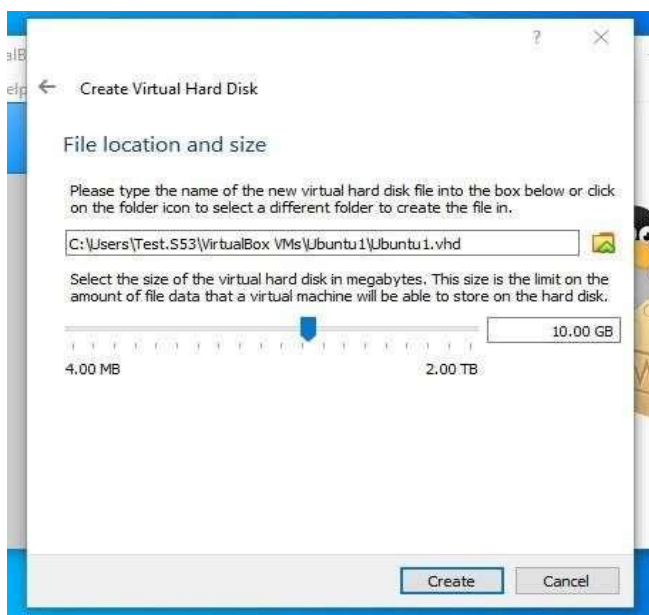 ?
alB
elp
Create Virtual Hard Disk
File location and size
Please type the name of the new virtual hard disk file into the box below or click
on the folder icon to select a different folder to create the file in.
C:\Users\Test.S53\VirtualBox VMs\Ubuntu1\Ubuntu1.vhd
Select the size of the virtual hard disk in megabytes. This size is the limit on the
amount of file data that a virtual machine will be able to store on the hard disk.
10.00 GB
4.00 MB 2.00 TB
Create Cancel